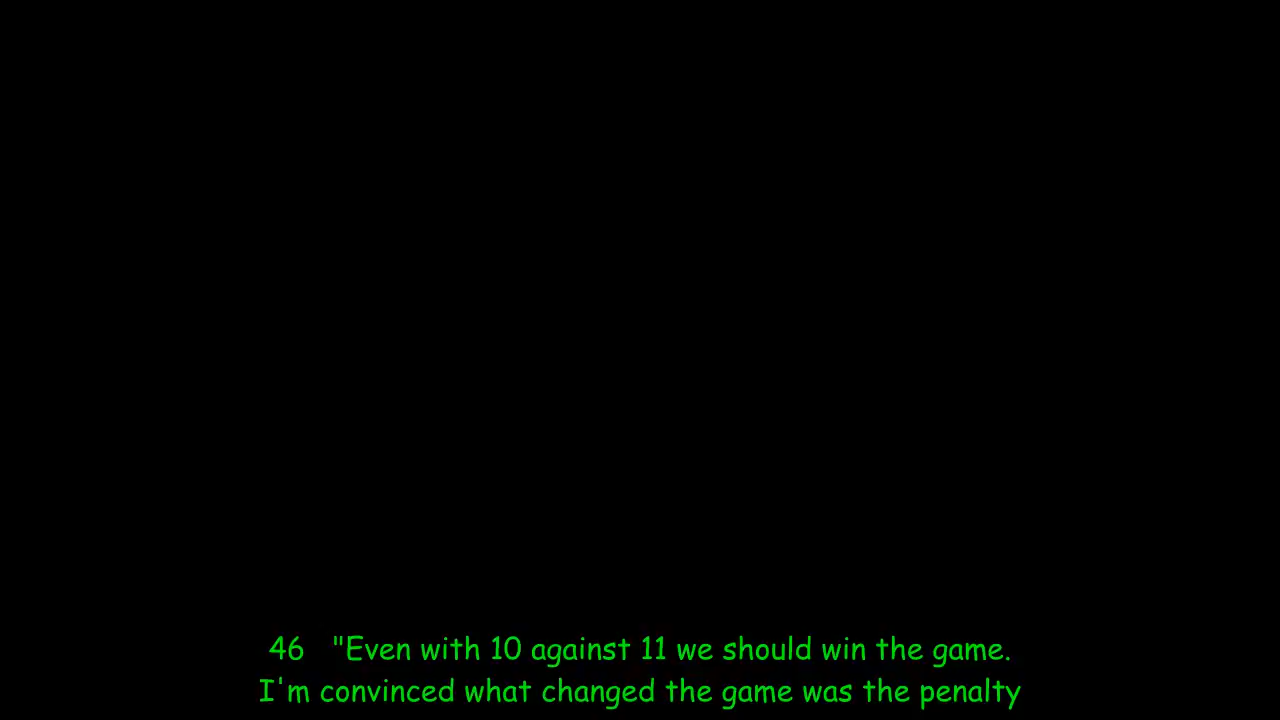 46   "Even with 10 against 11 we should win the game.
I'm convinced what changed the game was the penalty